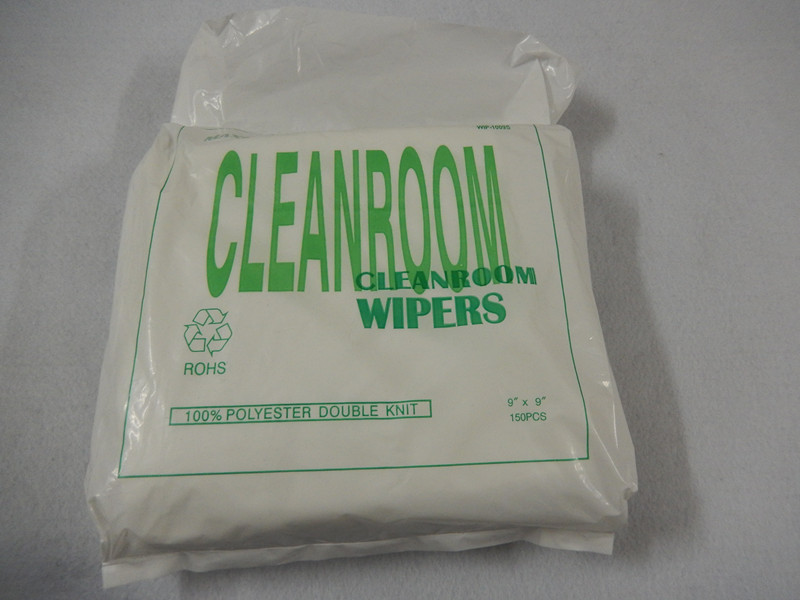 CLEANROOM
CLEANROOM
WIPERS
ROHS
100% POLYESTER DOUBLE KNIT
9" x 9"
150PCS